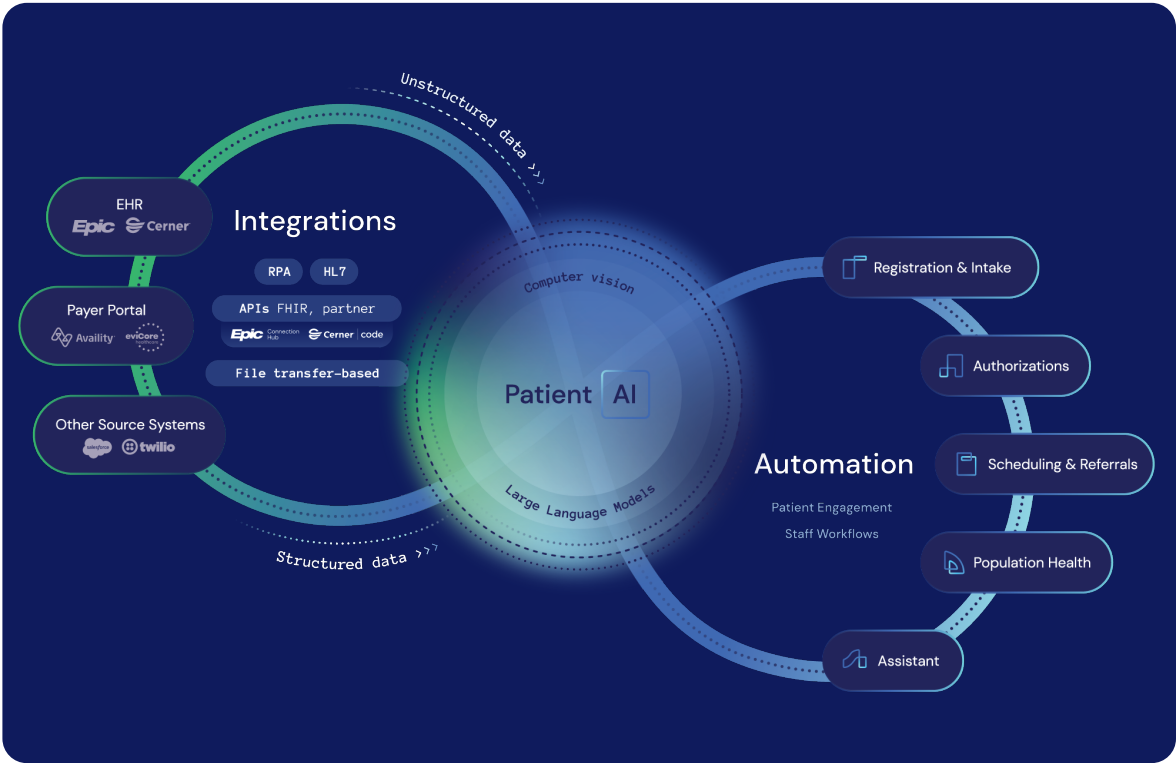 Unstructured data >>>
EHR
Epic Cerner
Integrations
RPA HL7
Payer Portal
Availity eviCore healthcare
APIs FHIR, partner
Epic Connection Hub Cerner code
File transfer-based
Other Source Systems
salesforce twilio
Structured data >>>
Computer vision
Patient AI
Large Language Models
Automation
Patient Engagement
Staff Workflows
Registration & Intake
Authorizations
Scheduling & Referrals
Population Health
Assistant